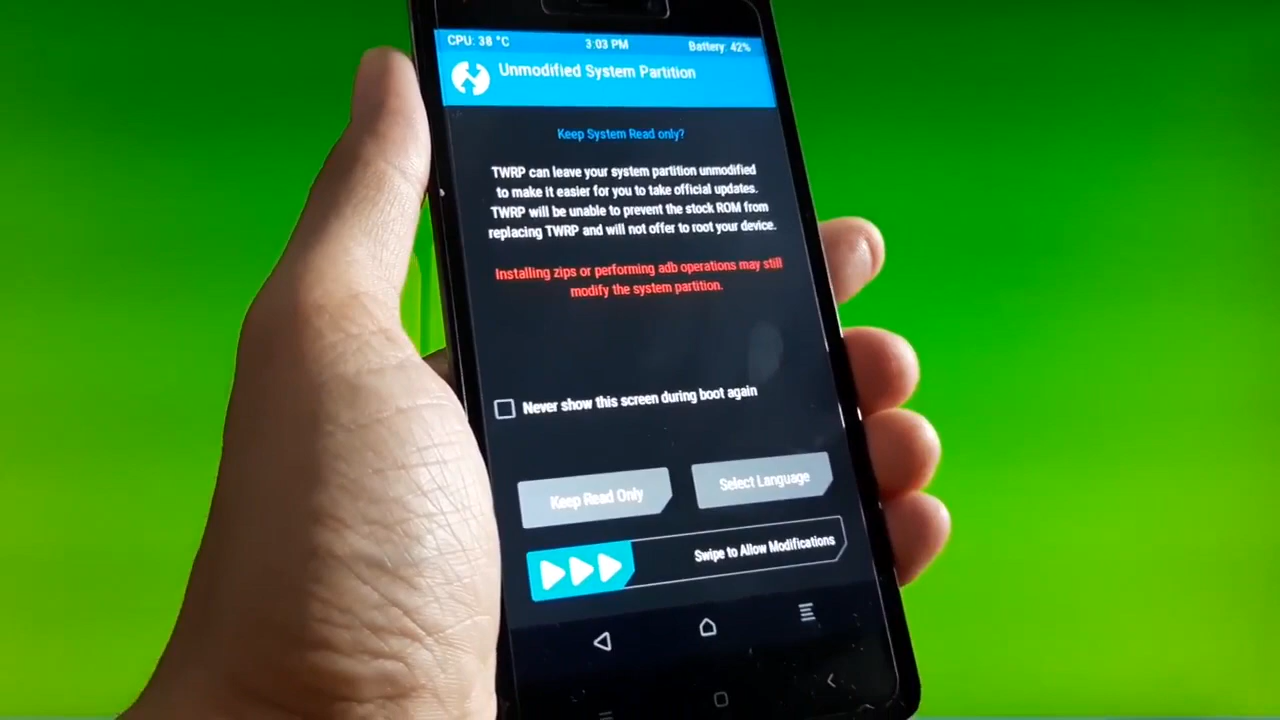 CPU: 38 °C 3:03 PM Battery: 42%
Unmodified System Partition
Keep System Read only?
TWRP can leave your system partition unmodified
to make it easier for you to take official updates.
TWRP will be unable to prevent the stock ROM from
replacing TWRP and will not offer to root your device.
Installing zips or performing adb operations may still
modify the system partition.
Never show this screen during boot again
Keep Read Only Select Language
Swipe to Allow Modifications